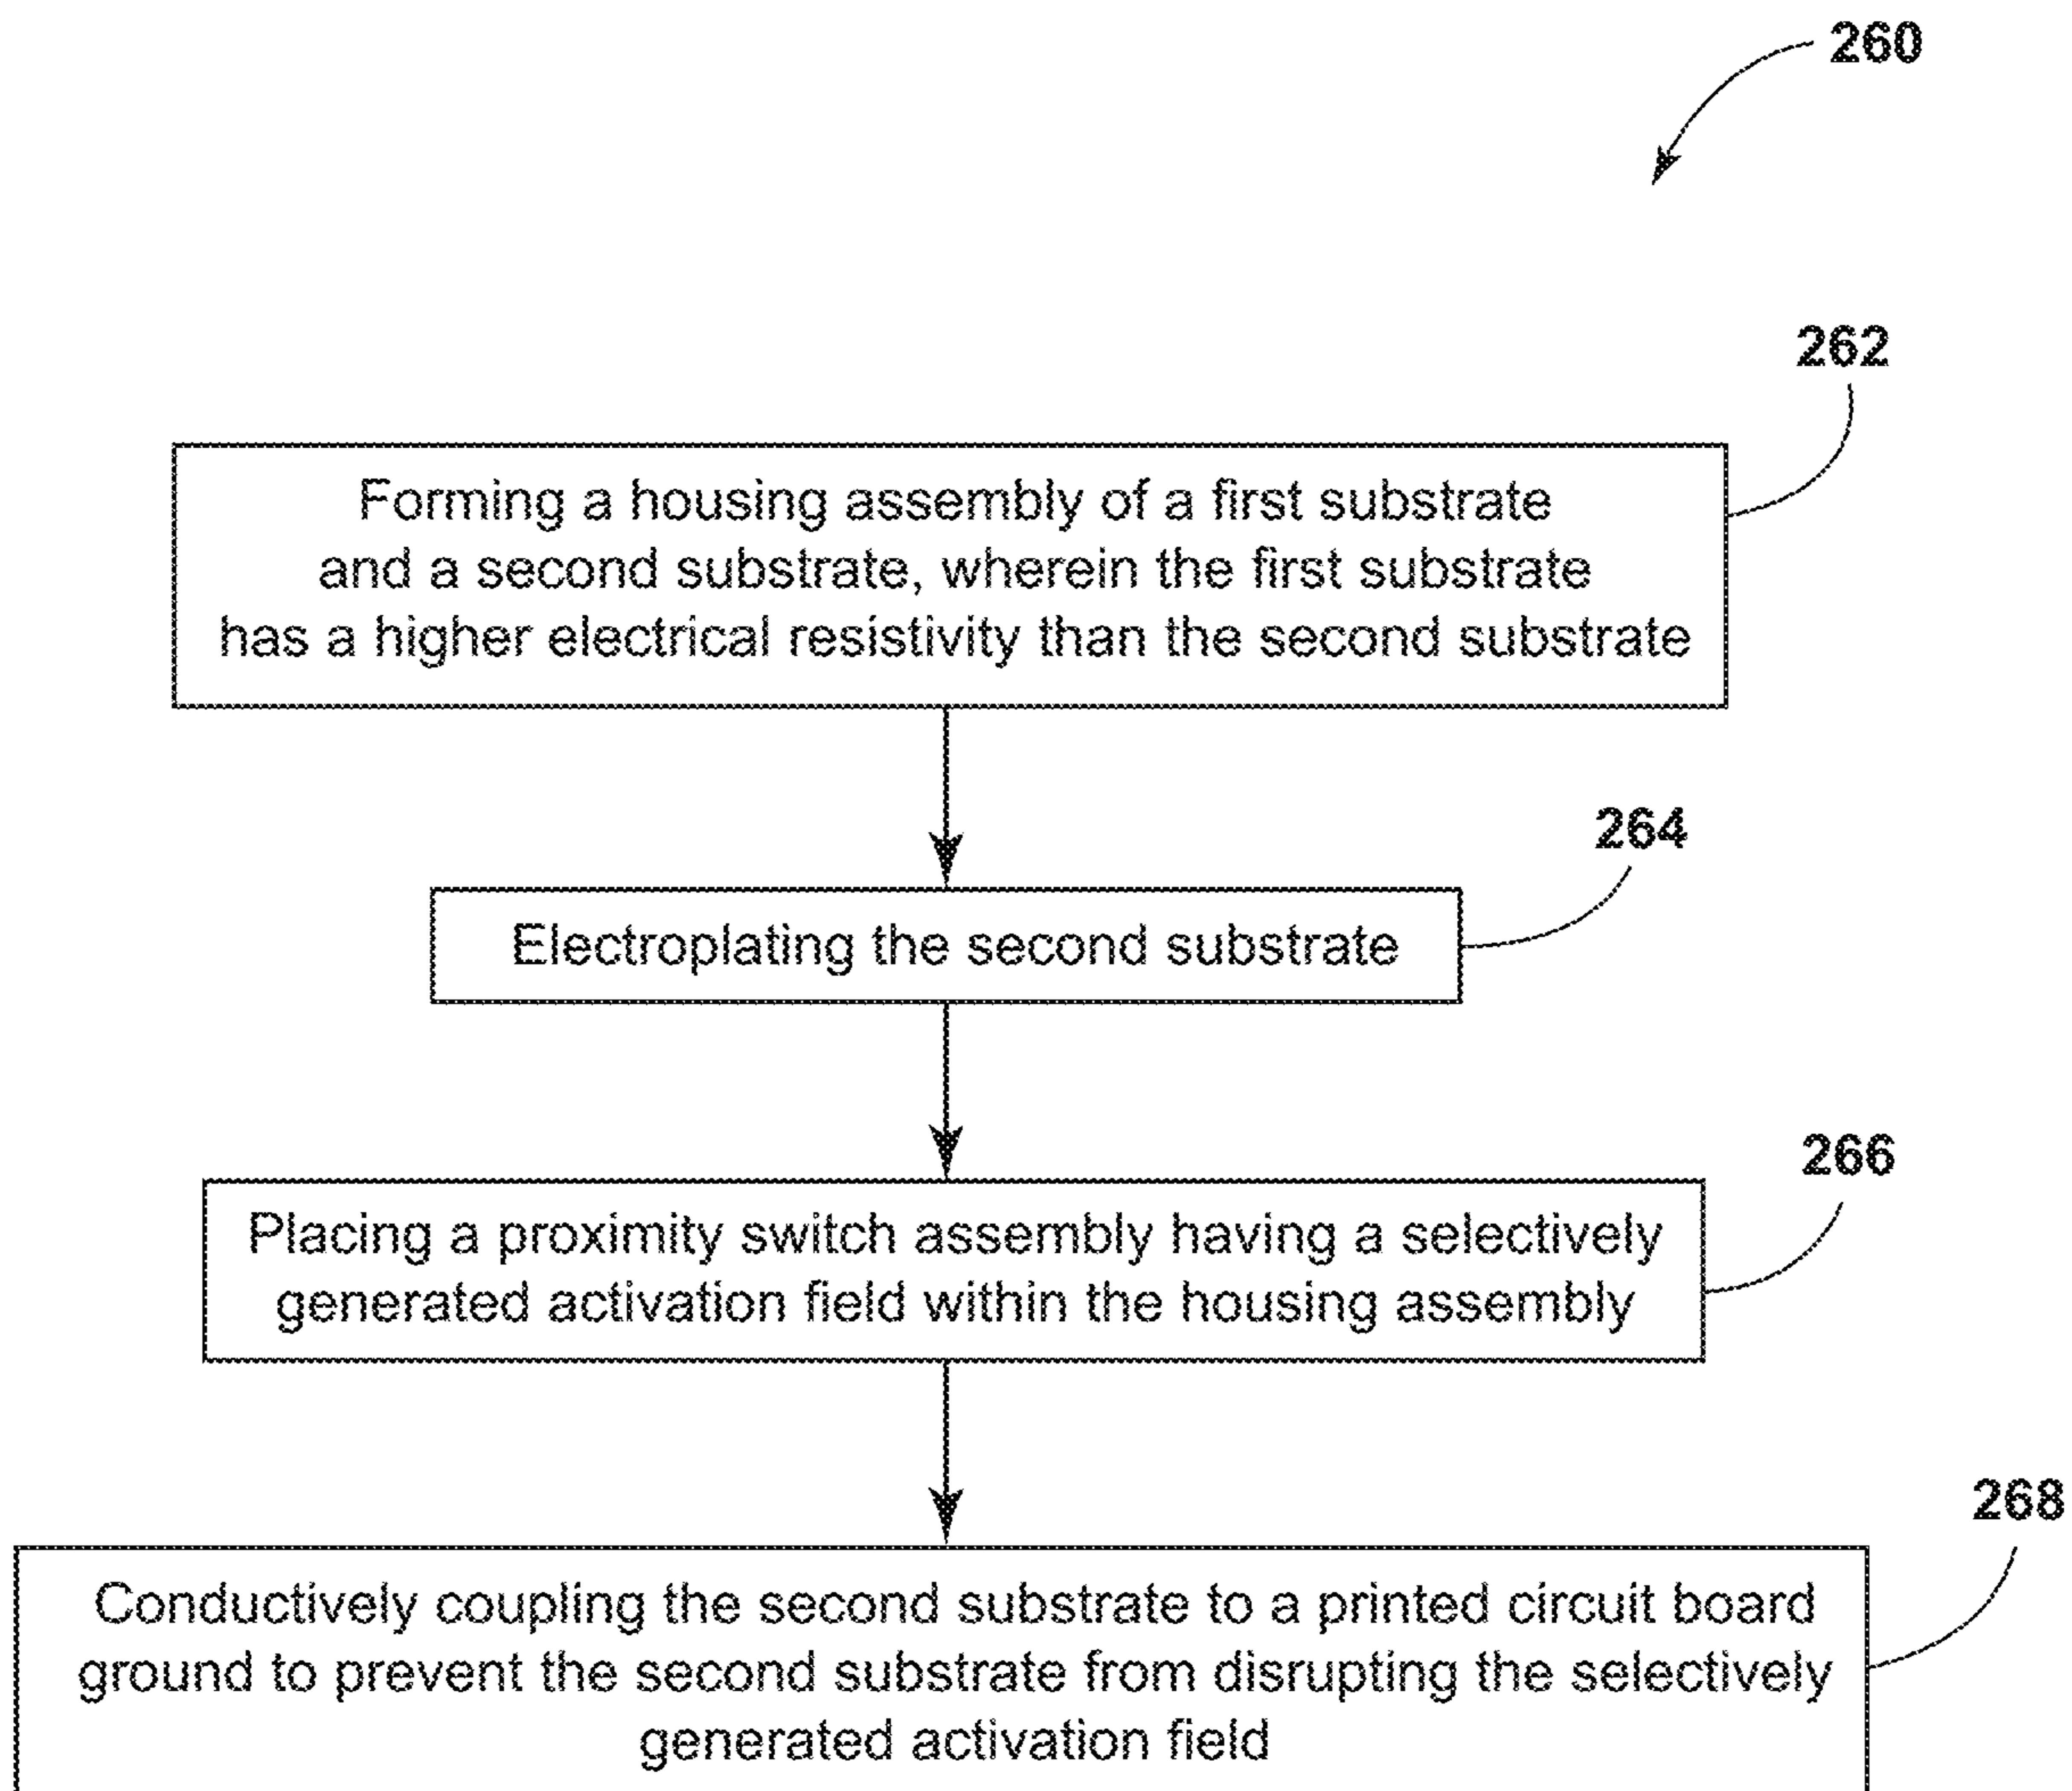 260
262
Forming a housing assembly of a first substrate
and a second substrate, wherein the first substrate
has a higher electrical resistivity than the second substrate
264
Electroplating the second substrate
266
Placing a proximity switch assembly having a selectively
generated activation field within the housing assembly
268
Conductively coupling the second substrate to a printed circuit board
ground to prevent the second substrate from disrupting the selectively
generated activation field